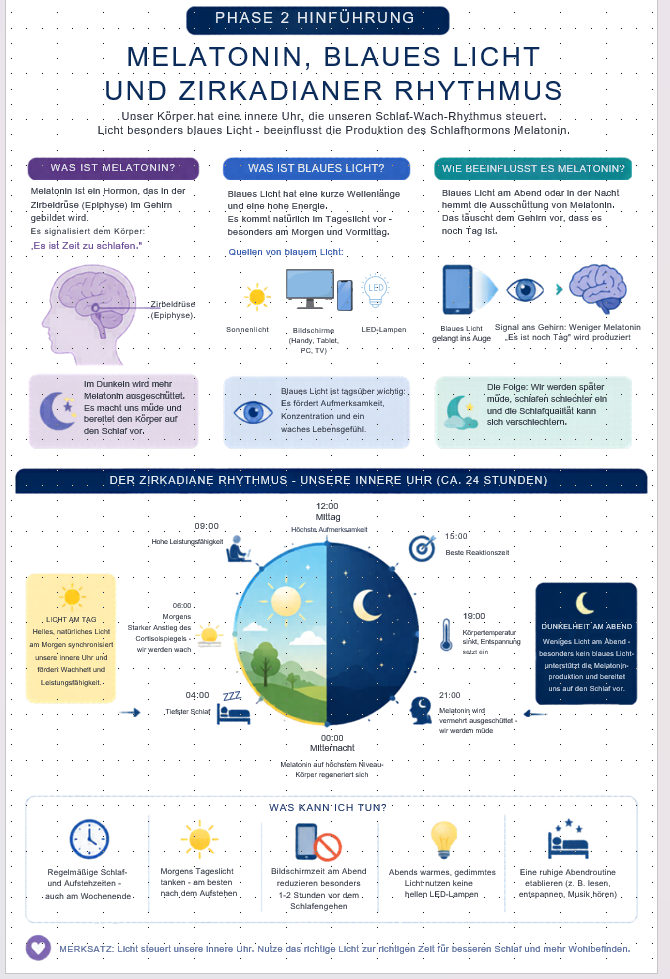 PHASE 2 HINFÜHRUNG
MELATONIN, BLAUES LICHT
UND ZIRKADIANER RHYTHMUS
Unser Körper hat eine innere Uhr, die unseren Schlaf-Wach-Rhythmus steuert.
Licht besonders blaues Licht - beeinflusst die Produktion des Schlafhormons Melatonin.
WAS IST MELATONIN?
Melatonin ist ein Hormon, das in der
Zirbeldrüse (Epiphyse) im Gehirn
gebildet wird.
Es signalisiert dem Körper:
„Es ist Zeit zu schlafen."
Zirbeldrüse
(Epiphyse)
Im Dunkeln wird mehr
Melatonin ausgeschüttet.
Es macht uns müde und
bereitet den Körper auf
den Schlaf vor.
WAS IST BLAUES LICHT?
Blaues Licht hat eine kurze Wellenlänge
und eine hohe Energie.
Es kommt natürlich im Tageslicht vor -
besonders am Morgen und Vormittag.
Quellen von blauem Licht:
LED
Sonnenlicht
Bildschirme
(Handy, Tablet,
PC, TV)
LED-Lampen
Blaues Licht ist tagsüber wichtig:
Es fördert Aufmerksamkeit,
Konzentration und ein
waches Lebensgefühl.
WIE BEEINFLUSST ES MELATONIN?
Blaues Licht am Abend oder in der Nacht
hemmt die Ausschüttung von Melatonin.
Das täuscht dem Gehirn vor, dass es
noch Tag ist.
Blaues Licht
gelangt ins Auge
Signal ans Gehirn:
„Es ist noch Tag"
Weniger Melatonin
wird produziert
Die Folge: Wir werden später
müde, schlafen schlechter ein
und die Schlafqualität kann
sich verschlechtern.
DER ZIRKADIANE RHYTHMUS - UNSERE INNERE UHR (CA. 24 STUNDEN)
12:00
Mittag
Höchste Aufmerksamkeit
09:00
Hohe Leistungsfähigkeit
15:00
Beste Reaktionszeit
LICHT AM TAG
Helles, natürliches Licht
am Morgen synchronisiert
unsere innere Uhr und
fördert Wachheit und
Leistungsfähigkeit.
06:00
Morgens
Starker Anstieg des
Cortisolspiegels -
wir werden wach
19:00
Körpertemperatur
sinkt, Entspannung
setzt ein
DUNKELHEIT AM ABEND
Weniges Licht am Abend -
besonders kein blaues Licht-
unterstützt die Melatonin-
produktion und bereitet
uns auf den Schlaf vor.
04:00
Tiefster Schlaf
ZZZ
21:00
Melatonin wird
vermehrt ausgeschüttet -
wir werden müde
00:00
Mitternacht
Melatonin auf höchstem Niveau-
Körper regeneriert sich
WAS KANN ICH TUN?
Regelmäßige Schlaf-
und Aufstehzeiten -
auch am Wochenende
Morgens Tageslicht
tanken - am besten
nach dem Aufstehen
Bildschirmzeit am Abend
reduzieren besonders
1-2 Stunden vor dem
Schlafengehen
Abends warmes, gedimmtes
Licht nutzen keine
hellen LED-Lampen
Eine ruhige Abendroutine
etablieren (z. B. lesen,
entspannen, Musik hören)
MERKSATZ: Licht steuert unsere innere Uhr. Nutze das richtige Licht zur richtigen Zeit für besseren Schlaf und mehr Wohlbefinden.